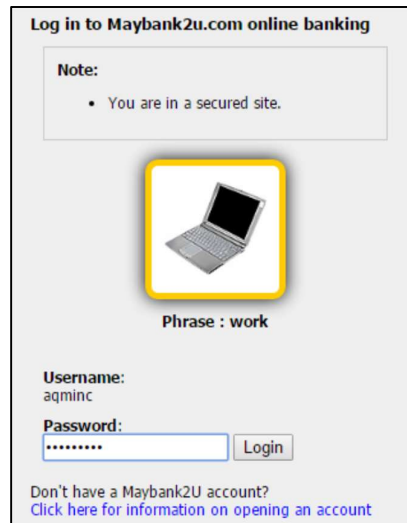 Log in to Maybank2u.com online banking
Note:
• You are in a secured site.
Phrase : work
Username:
aqminc
Password:
•••••••••
Login
Don't have a Maybank2U account?
Click here for information on opening an account